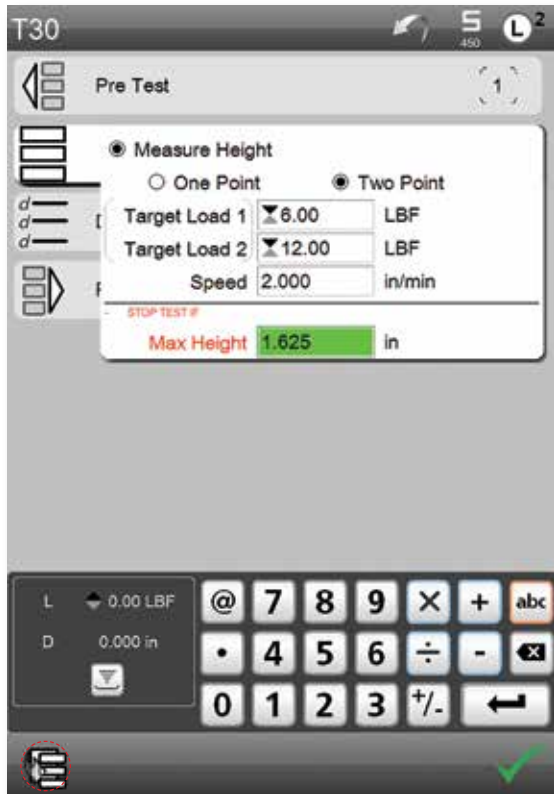 T30
S
450
L 2
Pre Test
1
Measure Height
One Point Two Point
Target Load 1 6.00 LBF
Target Load 2 12.00 LBF
Speed 2.000 in/min
STOP TEST IF
Max Height 1.625 in
d
d
d
L 0.00 LBF
D 0.000 in
@ 7 8 9 × + abc
• 4 5 6 ÷ -
0 1 2 3 +/-